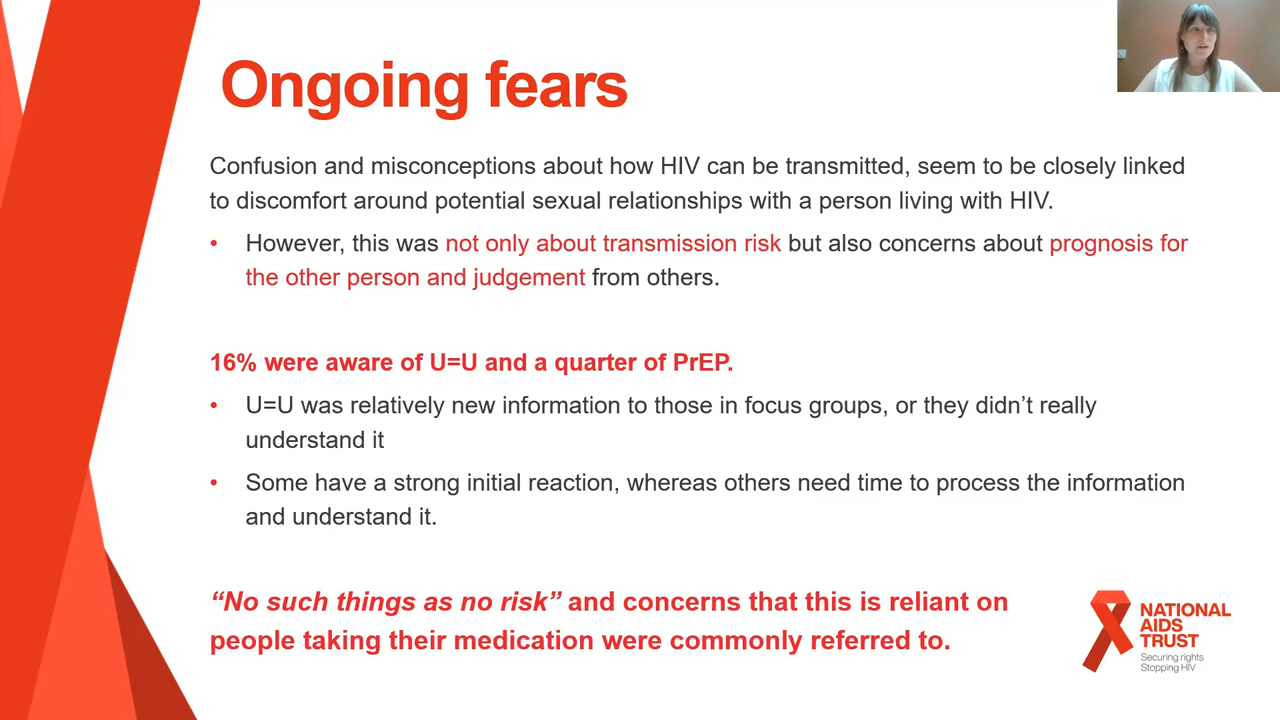 Ongoing fears
Confusion and misconceptions about how HIV can be transmitted, seem to be closely linked
to discomfort around potential sexual relationships with a person living with HIV.
• However, this was not only about transmission risk but also concerns about prognosis for
the other person and judgement from others.
16% were aware of U=U and a quarter of PrEP.
• U=U was relatively new information to those in focus groups, or they didn’t really
understand it
• Some have a strong initial reaction, whereas others need time to process the information
and understand it.
“No such things as no risk” and concerns that this is reliant on
people taking their medication were commonly referred to.
NATIONAL
AIDS
TRUST
Securing rights
Stopping HIV